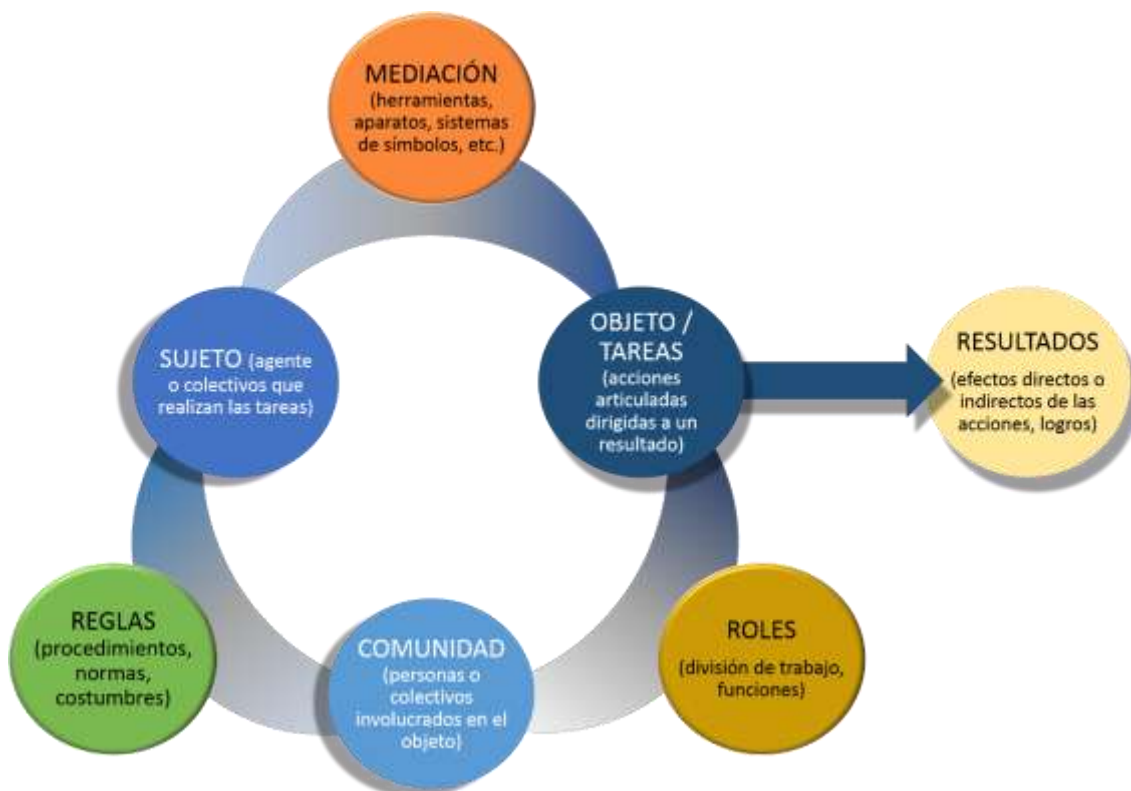 MEDIACIÓN
(herramientas,
aparatos, sistemas
de símbolos, etc.)
SUJETO (agente
o colectivos que
realizan las tareas)
OBJETO /
TAREAS
(acciones
articuladas
dirigidas a un
resultado)
RESULTADOS
(efectos directos o
indirectos de las
acciones, logros)
REGLAS
(procedimientos,
normas,
costumbres)
COMUNIDAD
(personas o
colectivos
involucrados en el
objeto)
ROLES
(división de trabajo,
funciones)